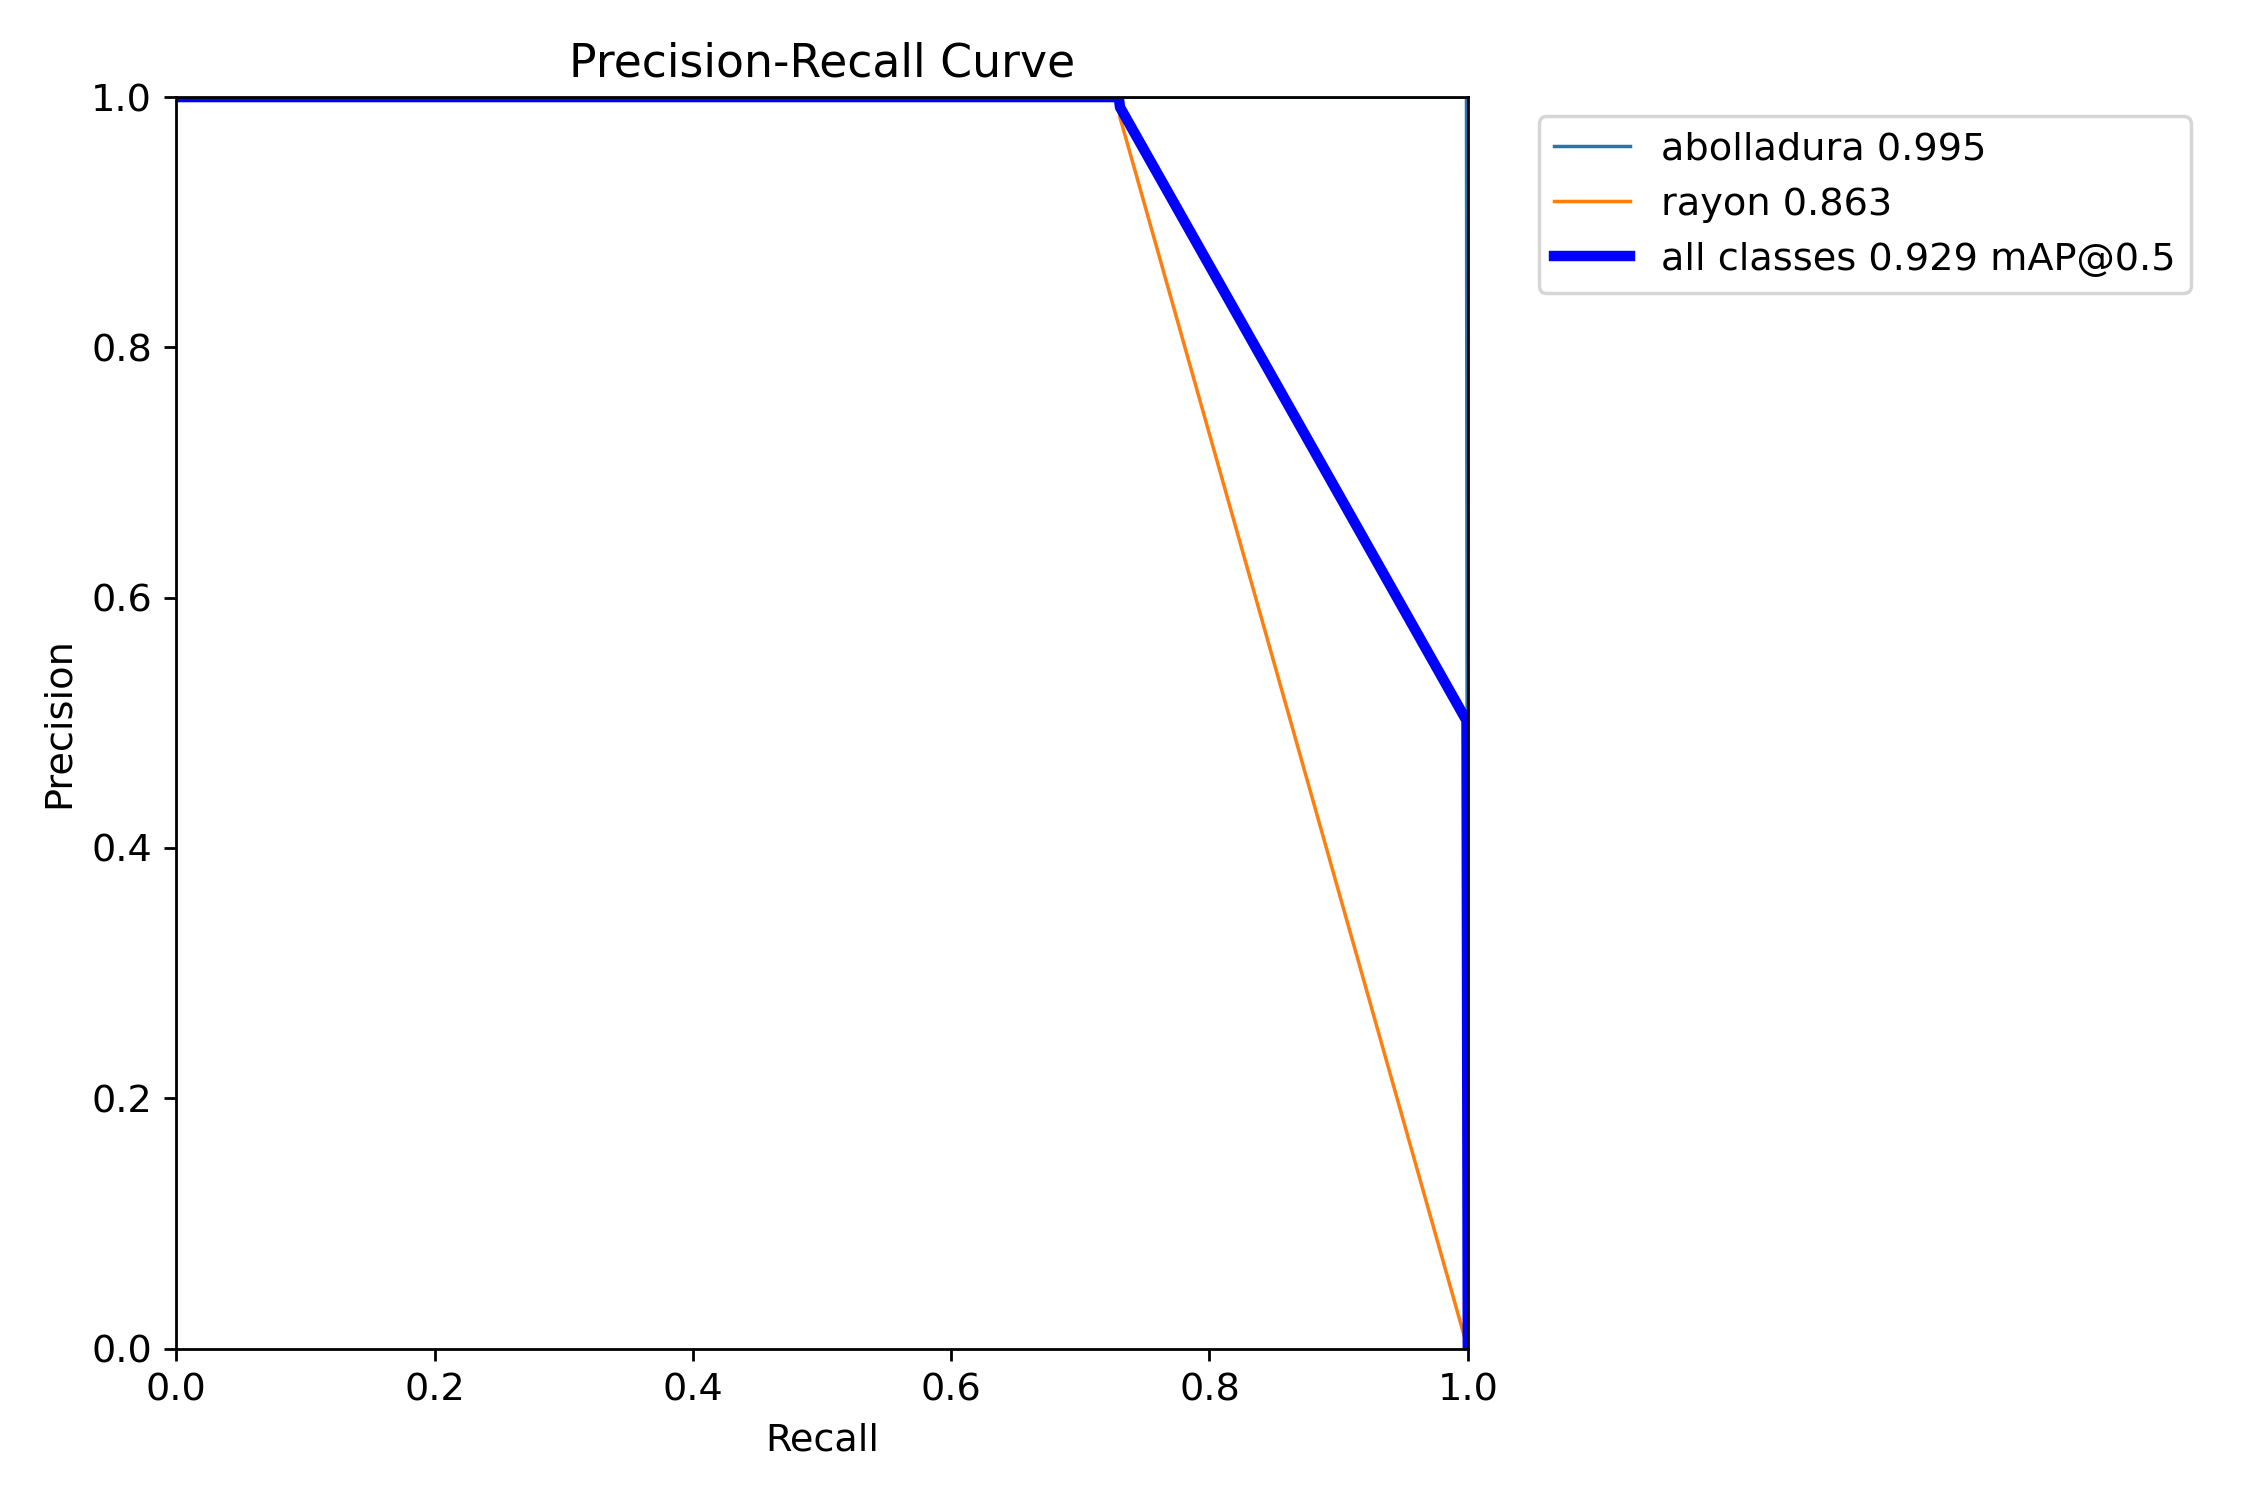 Precision-Recall Curve
1.0
0.8
0.6
0.4
0.2
0.0
Precision
0.0 0.2 0.4 0.6 0.8 1.0
Recall
abolladura 0.995
rayon 0.863
all classes 0.929 mAP@0.5